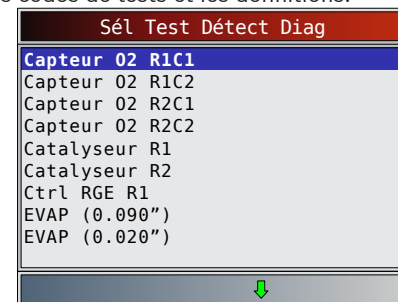 codes de tests et les définitions.
Sél Test Détect Diag
Capteur O2 R1C1
Capteur O2 R1C2
Capteur O2 R2C1
Capteur O2 R2C2
Catalyseur R1
Catalyseur R2
Ctrl RGE R1
EVAP (0.090”)
EVAP (0.020”)